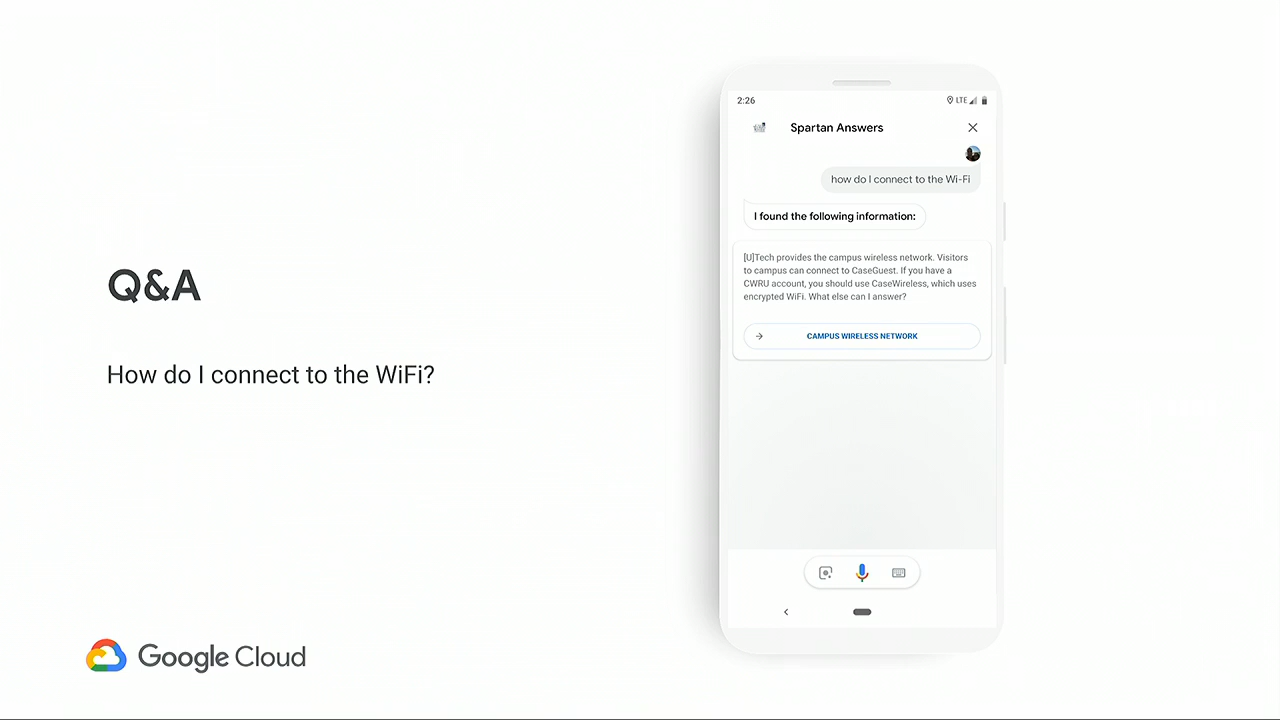 Q&A
How do I connect to the WiFi?
Google Cloud
2:26
LTE
Spartan Answers
how do I connect to the Wi-Fi
I found the following information:
[U]Tech provides the campus wireless network. Visitors
to campus can connect to CaseGuest. If you have a
CWRU account, you should use CaseWireless, which uses
encrypted WiFi. What else can I answer?
CAMPUS WIRELESS NETWORK